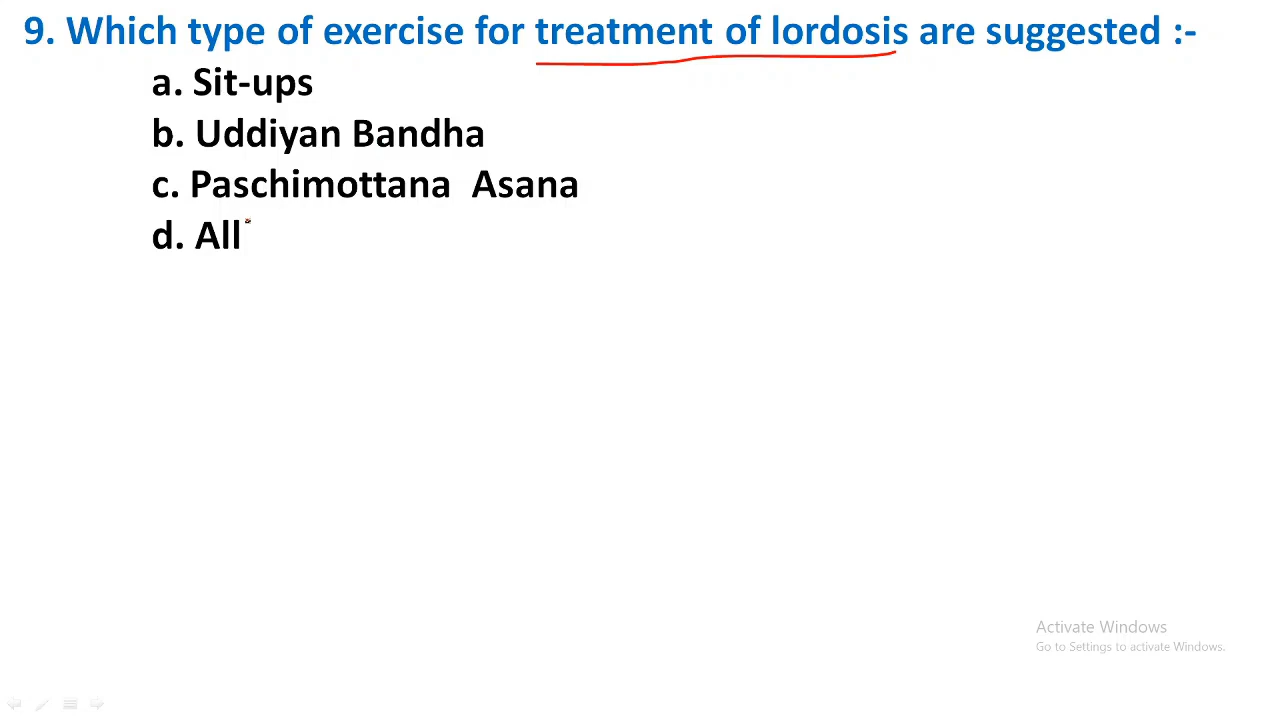 9. Which type of exercise for treatment of lordosis are suggested :-
a. Sit-ups
b. Uddiyan Bandha
c. Paschimottana Asana
d. All
Activate Windows
Go to Settings to activate Windows.